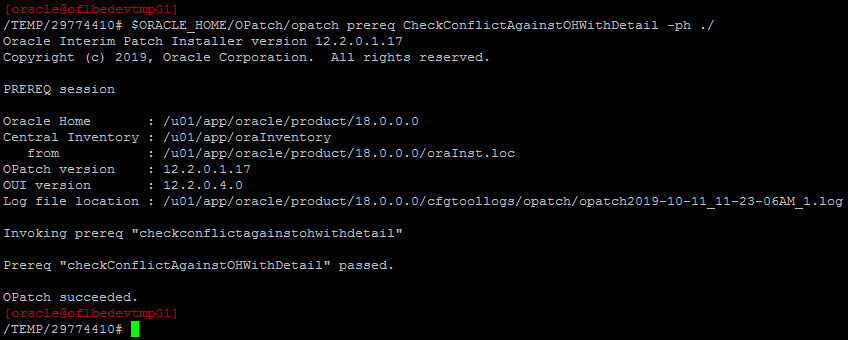 [oracle@oflbedevtmp01]
/TEMP/29774410# $ORACLE_HOME/OPatch/opatch prereq CheckConflictAgainstOHWithDetail -ph ./
Oracle Interim Patch Installer version 12.2.0.1.17
Copyright (c) 2019, Oracle Corporation.  All rights reserved.
PREREQ session
Oracle Home       : /u01/app/oracle/product/18.0.0.0
Central Inventory : /u01/app/oraInventory
   from           : /u01/app/oracle/product/18.0.0.0/oraInst.loc
OPatch version    : 12.2.0.1.17
OUI version       : 12.2.0.4.0
Log file location : /u01/app/oracle/product/18.0.0.0/cfgtoollogs/opatch/opatch2019-10-11_11-23-06AM_1.log
Invoking prereq "checkconflictagainstohwithdetail"
Prereq "checkConflictAgainstOHWithDetail" passed.
OPatch succeeded.
[oracle@oflbedevtmp01]
/TEMP/29774410#